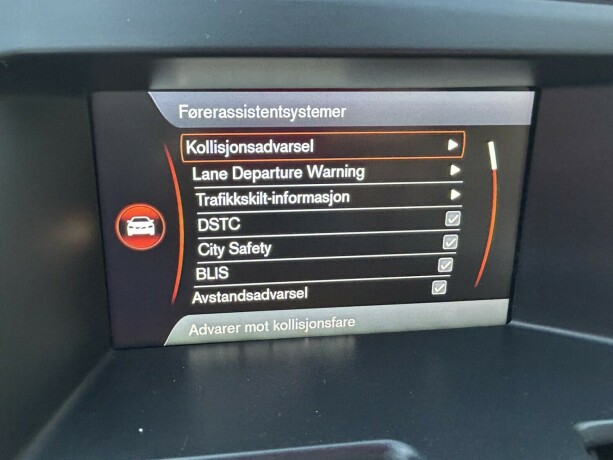 Førerassistentsystemer
Kollisjonsadvarsel
Lane Departure Warning
Trafikkskilt-informasjon
DSTC
City Safety
BLIS
Avstandsadvarsel
Advarer mot kollisjonsfare